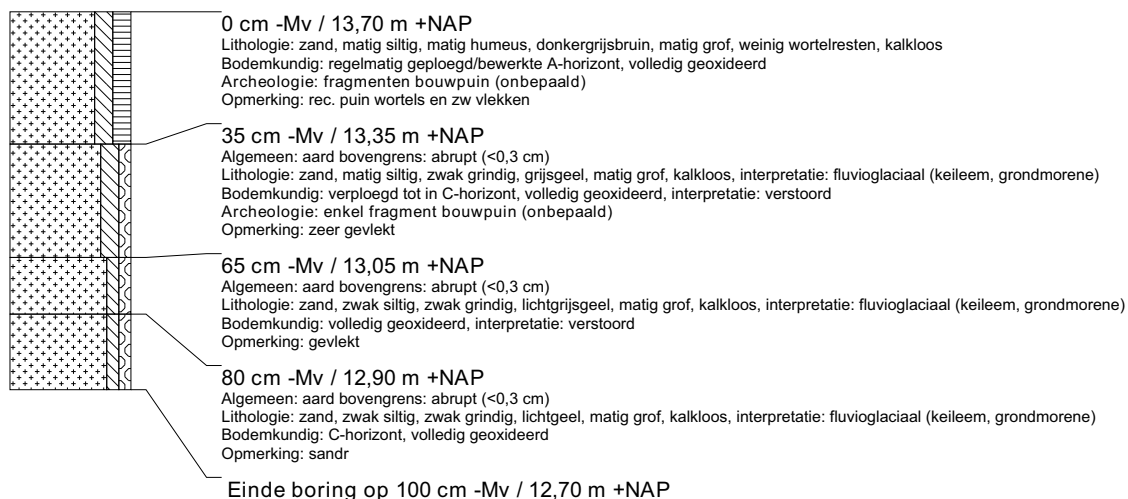 0 cm -Mv / 13,70 m +NAP
Lithologie: zand, matig siltig, matig humeus, donkergrijsbruin, matig grof, weinig wortelresten, kalkloos
Bodemkundig: regelmatig geploegd/bewerkte A-horizont, volledig geoxideerd
Archeologie: fragmenten bouwpuin (onbepaald)
Opmerking: rec. puin wortels en zw vlekken
35 cm -Mv / 13,35 m +NAP
Algemeen: aard bovengrens: abrupt (<0,3 cm)
Lithologie: zand, matig siltig, zwak grindig, grijsgeel, matig grof, kalkloos, interpretatie: fluvioglaciaal (keileem, grondmorene)
Bodemkundig: verploegd tot in C-horizont, volledig geoxideerd, interpretatie: verstoord
Archeologie: enkel fragment bouwpuin (onbepaald)
Opmerking: zeer gevlekt
65 cm -Mv / 13,05 m +NAP
Algemeen: aard bovengrens: abrupt (<0,3 cm)
Lithologie: zand, zwak siltig, zwak grindig, lichtgrijsgeel, matig grof, kalkloos, interpretatie: fluvioglaciaal (keileem, grondmorene)
Bodemkundig: volledig geoxideerd, interpretatie: verstoord
Opmerking: gevlekt
80 cm -Mv / 12,90 m +NAP
Algemeen: aard bovengrens: abrupt (<0,3 cm)
Lithologie: zand, zwak siltig, zwak grindig, lichtgeel, matig grof, kalkloos, interpretatie: fluvioglaciaal (keileem, grondmorene)
Bodemkundig: C-horizont, volledig geoxideerd
Opmerking: sandr
Einde boring op 100 cm -Mv / 12,70 m +NAP